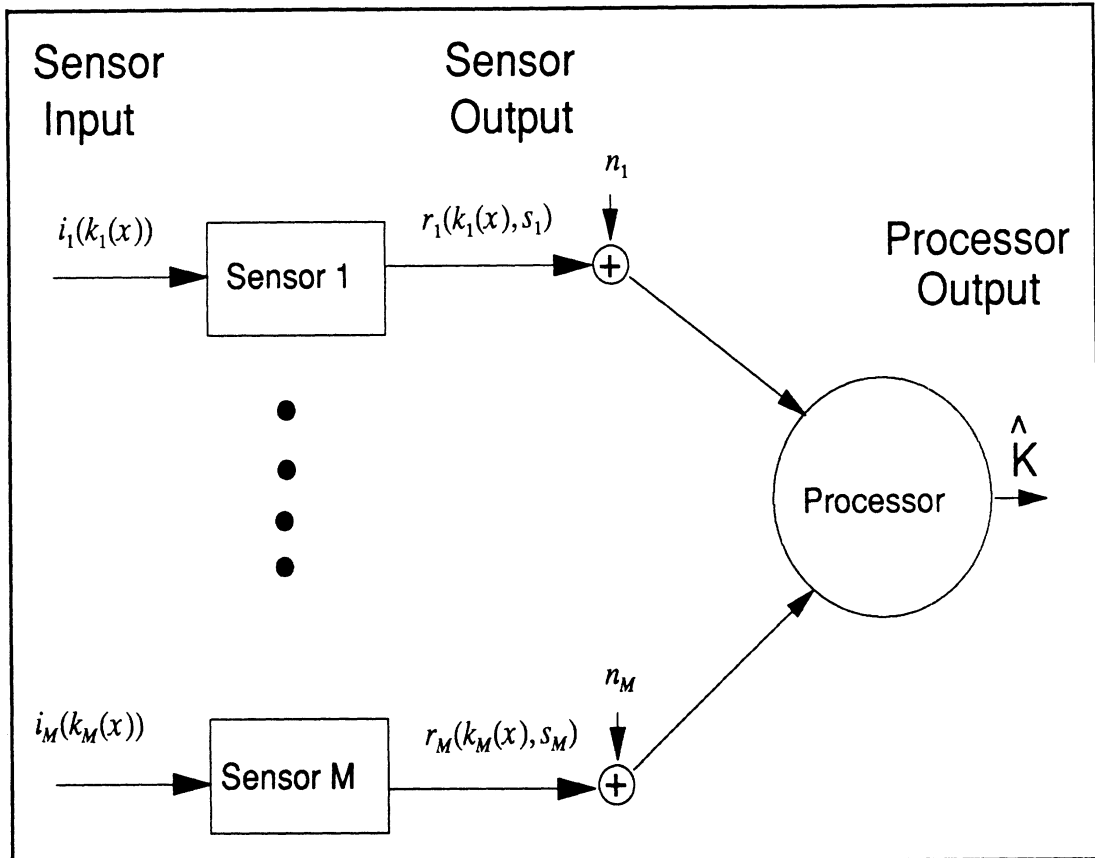 Sensor
Input
Sensor
Output
n₁
i₁(k₁(x))
r₁(k₁(x),s₁)
+
Sensor 1
Processor
Output
K̂
Processor
n_M
i_M(k_M(x))
r_M(k_M(x),s_M)
+
Sensor M